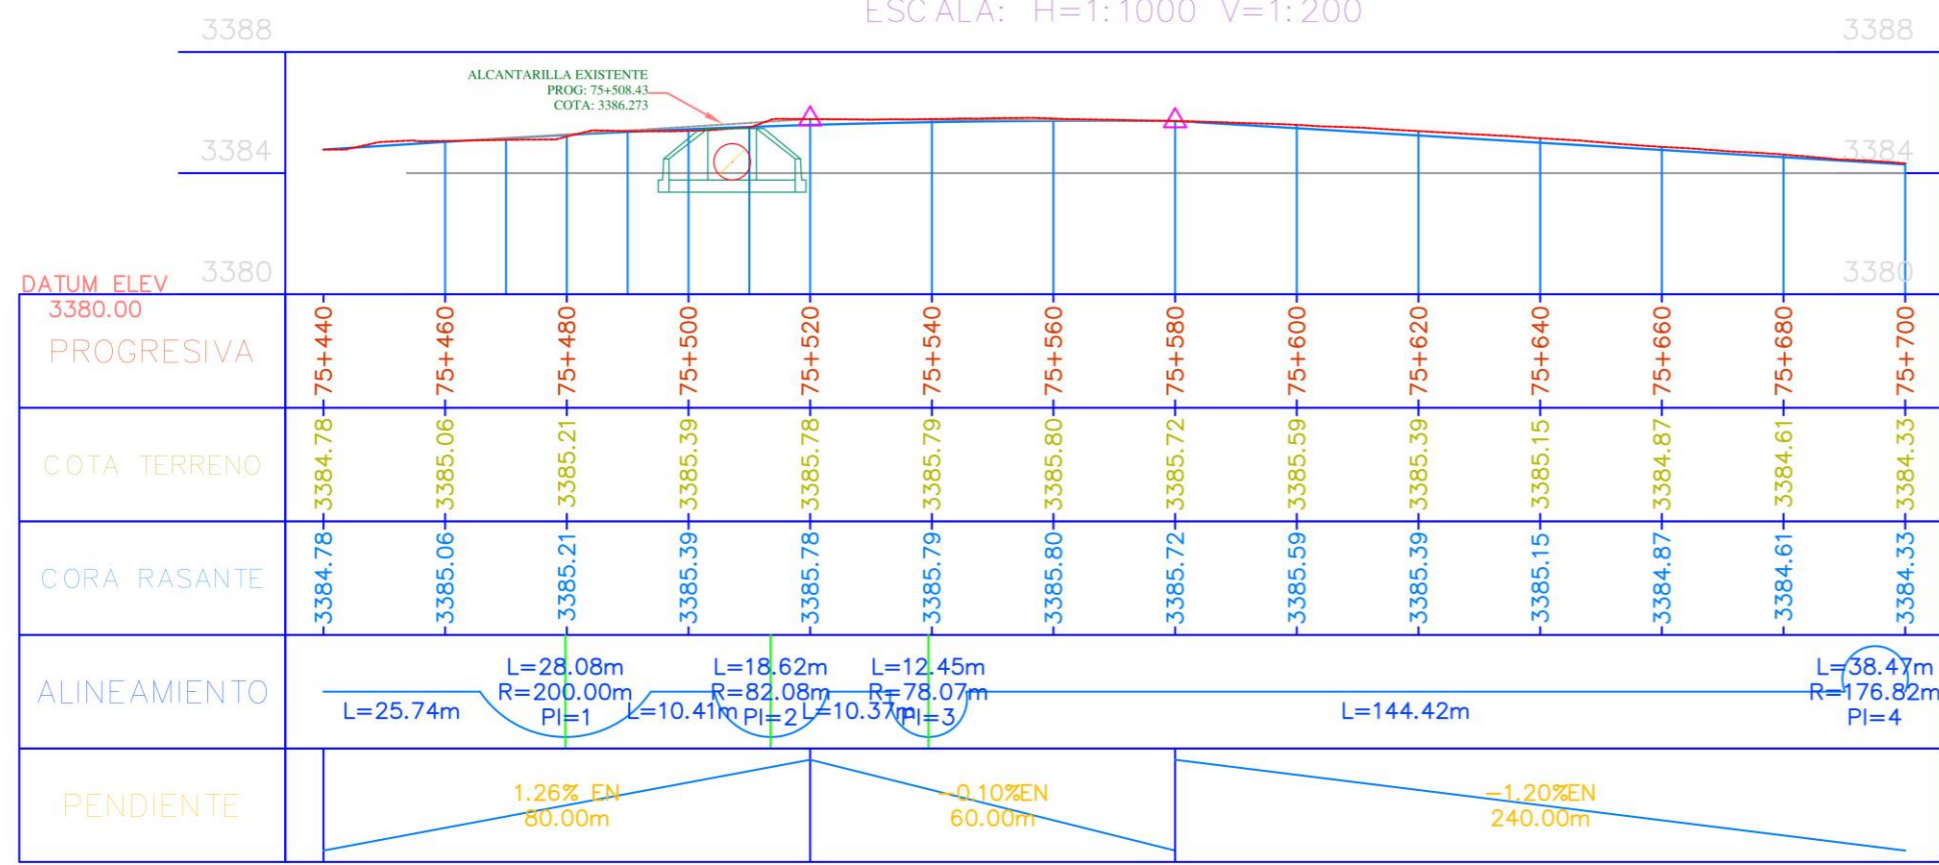 ESCALA: H=1:1000 V=1:200
3388
3388
ALCANTARILLA EXISTENTE
PROG: 75+508.43
COTA: 3386.273
3384
3384
3380
3380
DATUM ELEV
3380.00
PROGRESIVA
75+440
75+460
75+480
75+500
75+520
75+540
75+560
75+580
75+600
75+620
75+640
75+660
75+680
75+700
COTA TERRENO
3384.78
3385.06
3385.21
3385.39
3385.78
3385.79
3385.80
3385.72
3385.59
3385.39
3385.15
3384.87
3384.61
3384.33
CORA RASANTE
3384.78
3385.06
3385.21
3385.39
3385.78
3385.79
3385.80
3385.72
3385.59
3385.39
3385.15
3384.87
3384.61
3384.33
ALINEAMIENTO
L=25.74m
L=28.08m
R=200.00m
PI=1
L=10.41m
L=18.62m
R=82.08m
PI=2
L=10.37m
L=12.45m
R=78.07m
PI=3
L=144.42m
L=38.47m
R=176.82m
PI=4
PENDIENTE
1.26% EN
80.00m
-0.10%EN
60.00m
-1.20%EN
240.00m